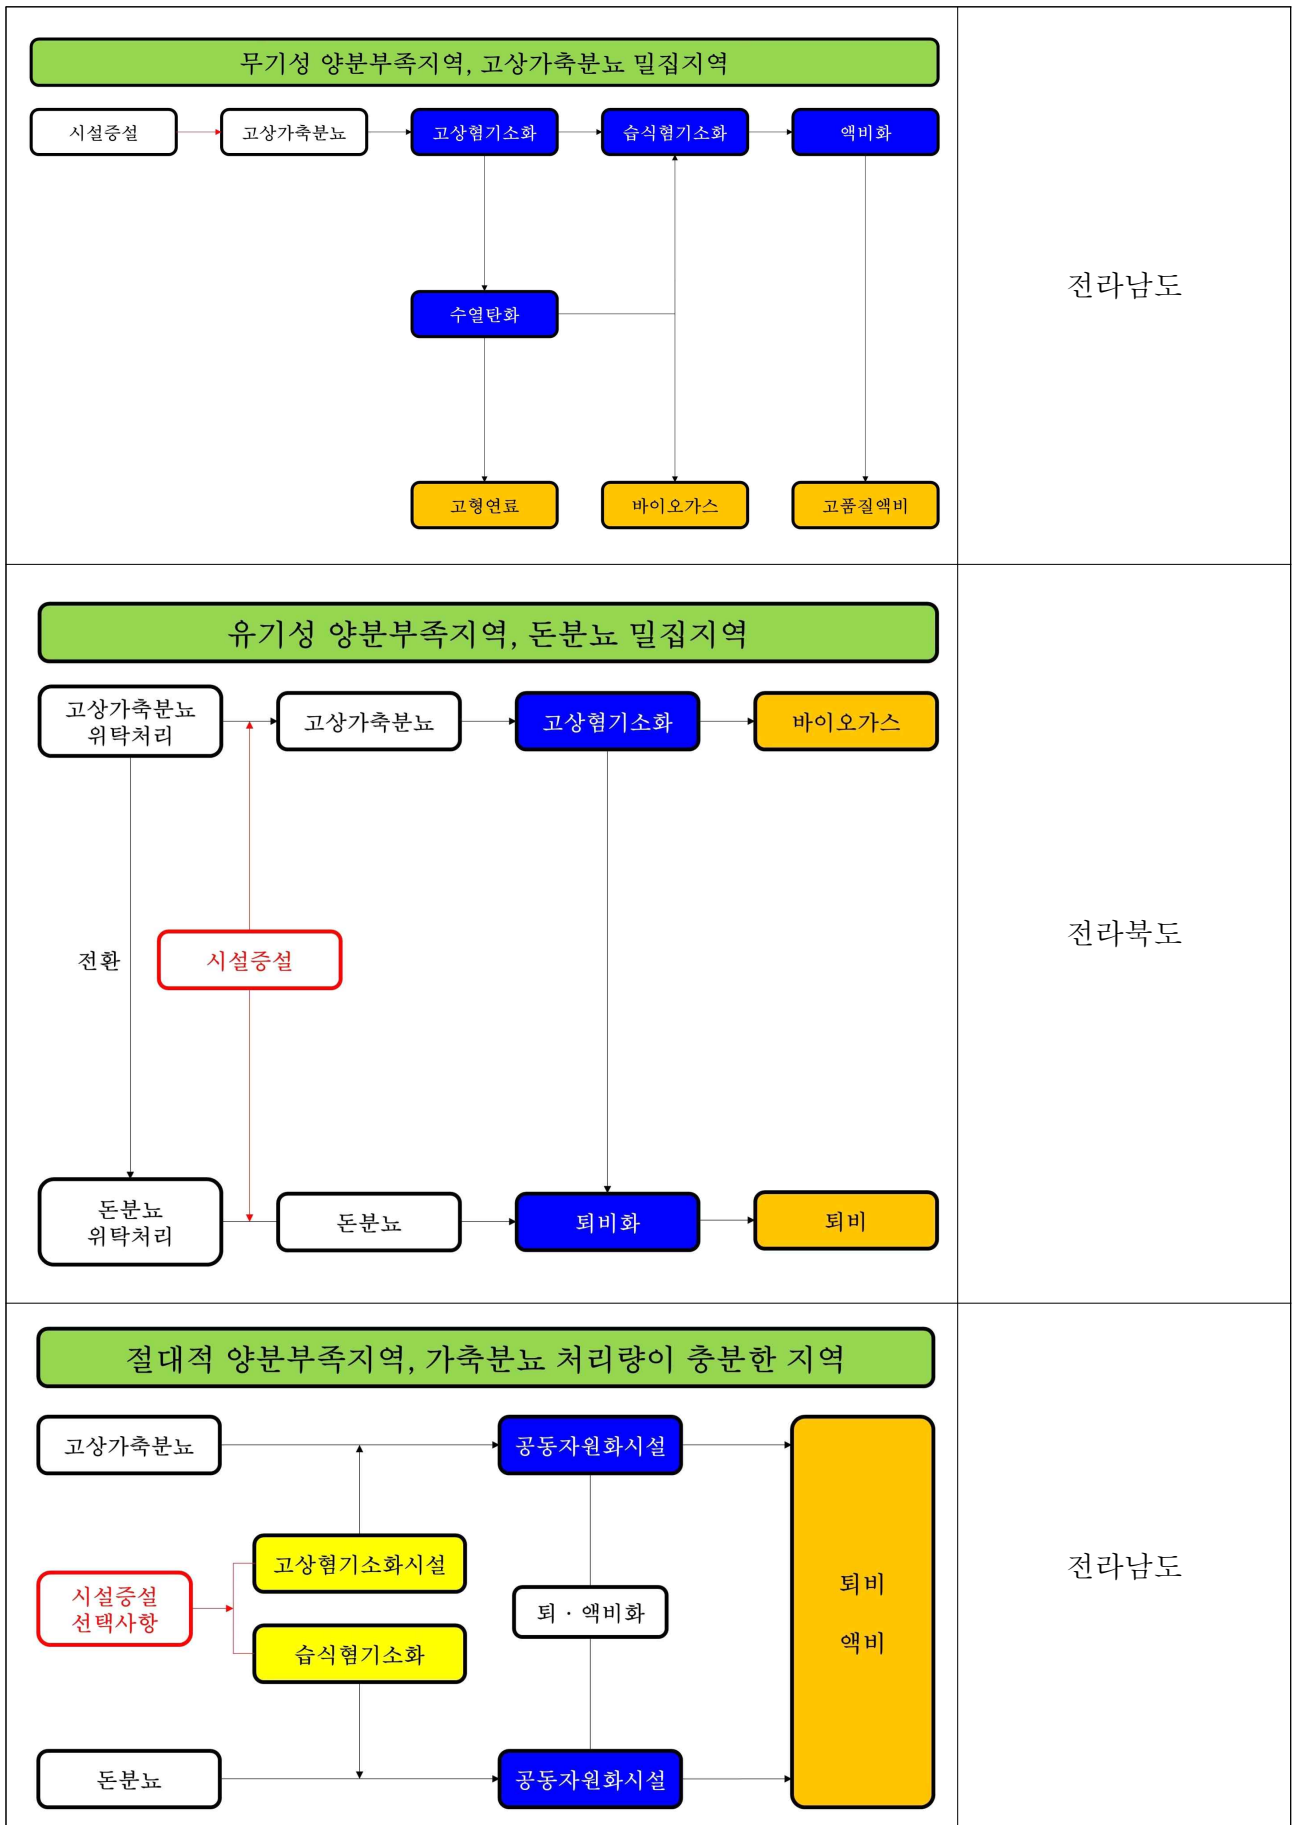 무기성 양분부족지역, 고상가축분뇨 밀집지역
시설증설
고상가축분뇨
고상혐기소화
습식혐기소화
액비화
수열탄화
고형연료
바이오가스
고품질액비
전라남도
유기성 양분부족지역, 돈분뇨 밀집지역
고상가축분뇨
위탁처리
고상가축분뇨
고상혐기소화
바이오가스
전환
시설증설
돈분뇨
위탁처리
돈분뇨
퇴비화
퇴비
전라북도
절대적 양분부족지역, 가축분뇨 처리량이 충분한 지역
고상가축분뇨
공동자원화시설
고상혐기소화시설
시설증설
선택사항
습식혐기소화
퇴 · 액비화
퇴비
액비
돈분뇨
공동자원화시설
전라남도